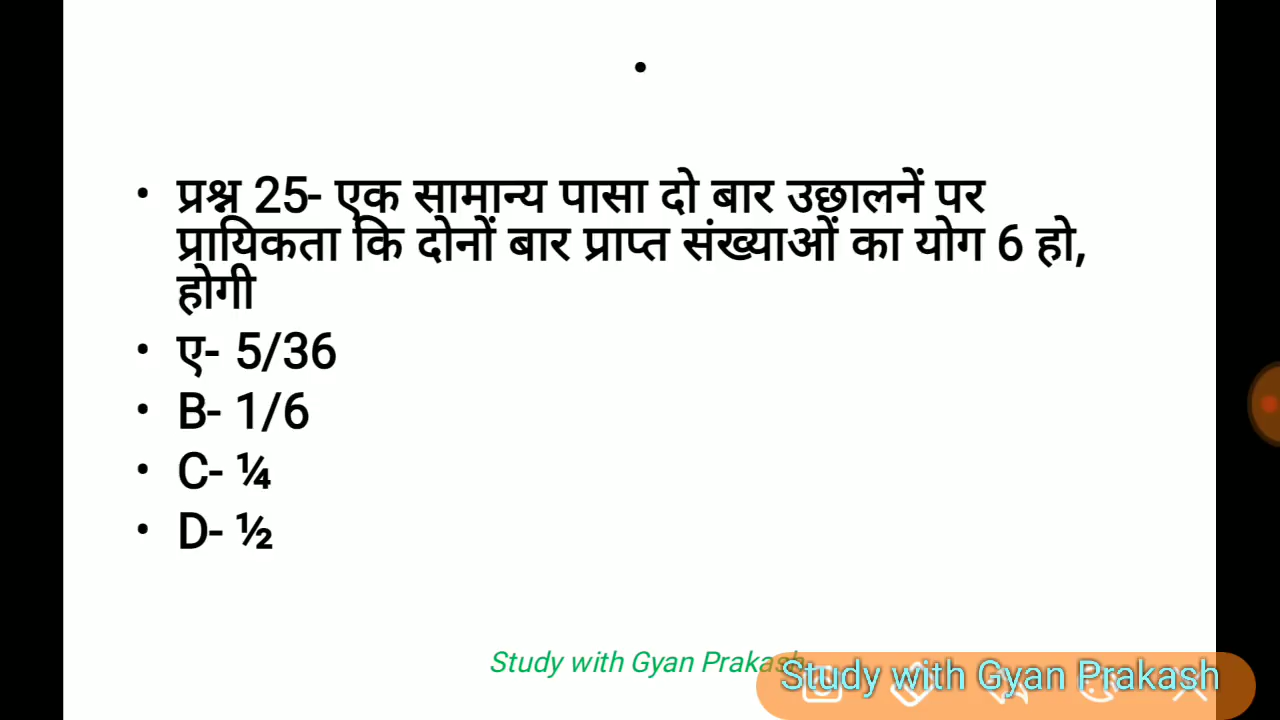 •
• प्रश्न 25- एक सामान्य पासा दो बार उछालनें पर
प्रायिकता कि दोनों बार प्राप्त संख्याओं का योग 6 हो,
होगी
• ए- 5/36
• B- 1/6
• C- ¼
• D- ½
Study with Gyan Prakash
Study with Gyan Prakash